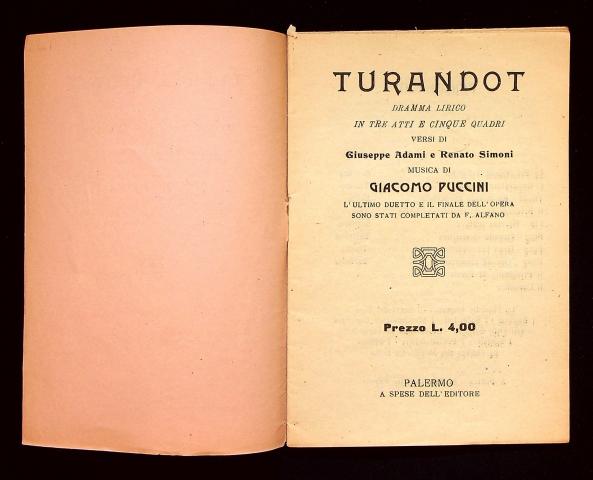 TURANDOT
DRAMMA LIRICO
IN TRE ATTI E CINQUE QUADRI
VERSI DI
Giuseppe Adami e Renato Simoni
MUSICA DI
GIACOMO PUCCINI
L'ULTIMO DUETTO E IL FINALE DELL'OPERA
SONO STATI COMPLETATI DA F. ALFANO
Prezzo L. 4,00
PALERMO
A SPESE DELL'EDITORE